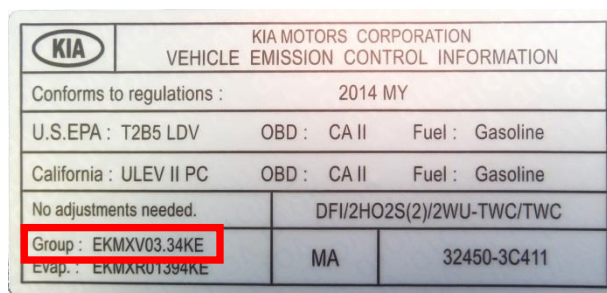 KIA
KIA MOTORS CORPORATION
VEHICLE EMISSION CONTROL INFORMATION
Conforms to regulations : 2014 MY
U.S.EPA : T2B5 LDV OBD : CA II Fuel : Gasoline
California : ULEV II PC OBD : CA II Fuel : Gasoline
No adjustments needed. DFI/2HO2S(2)/2WU-TWC/TWC
Group : EKMXV03.34KE
Evap. : EKMXR01394KE
MA 32450-3C411